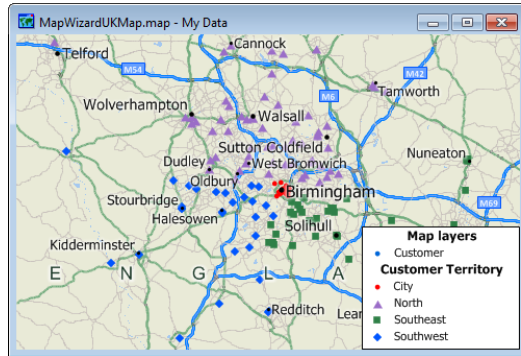 MapWizardUKMap.map - My Data
Cannock
Telford
M54
M42
Tamworth
M6
Wolverhampton
Walsall
Sutton Coldfield
Nuneaton
Dudley
West Bromwich
Oldbury
Birmingham
Stourbridge
M69
Halesowen
Solihull
Kidderminster
E N G L A
Redditch
Lear
Map layers
Customer
Customer Territory
City
North
Southeast
Southwest